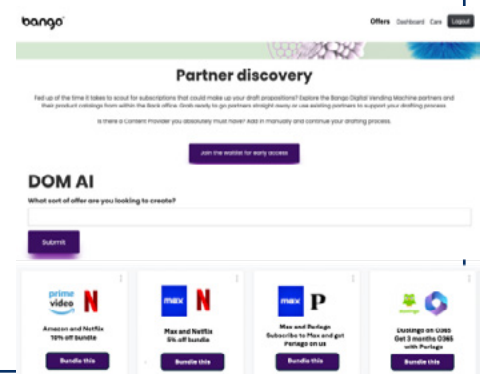 bango
Offers Dashboard Care Logout
Partner discovery
Fed up of the time it takes to scout for subscriptions that could make up your draft propositions? Explore the Bango Digital Vending Machine partners and
their product catalogs from within the Back office. Grab ready to go partners straight away or use existing partners to support your drafting process
Is there a Content Provider you absolutely must have? Add in manually and continue your drafting process.
Join the waitlist for early access
DOM AI
What sort of offer are you looking to create?
Submit
prime video N
max N
max P
Amazon and Netflix
10% off bundle
Bundle this
Max and Netflix
5% off bundle
Bundle this
Max and Perlego
Subscribe to Max and get
Perlego on us
Bundle this
Duolingo on O365
Get 3 months O365
with Perlego
Bundle this